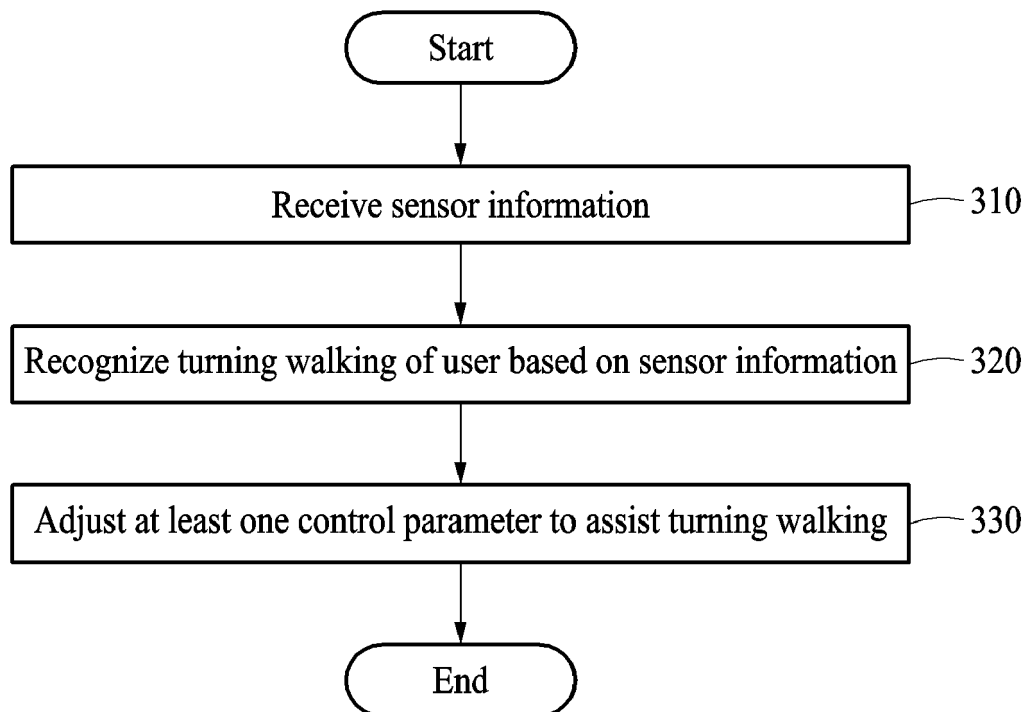 Start
Receive sensor information
310
Recognize turning walking of user based on sensor information
320
Adjust at least one control parameter to assist turning walking
330
End